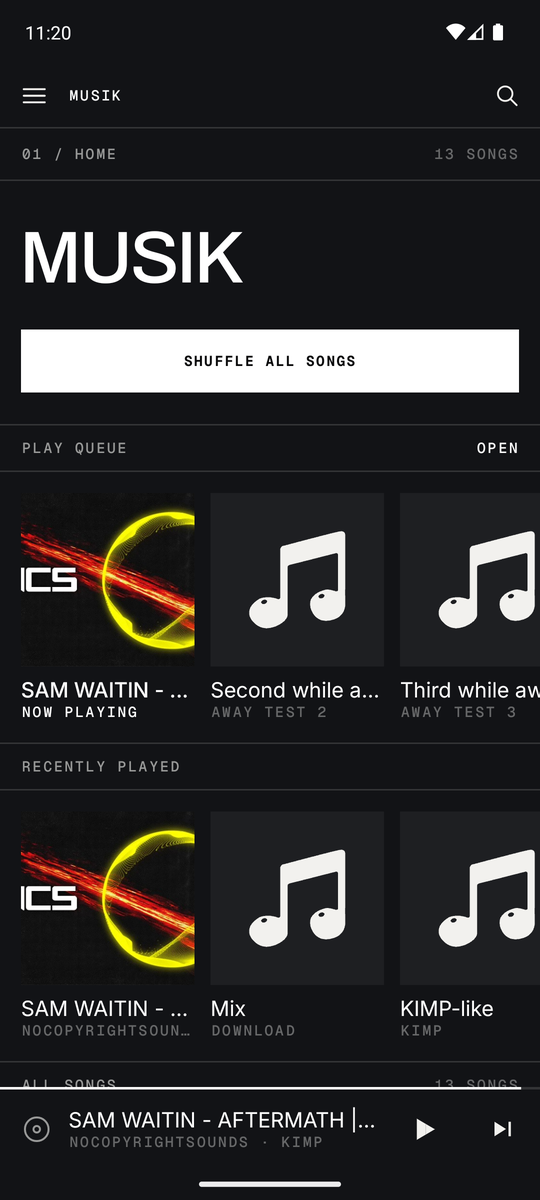 11:20
MUSIK
01 / HOME
13 SONGS
MUSIK
SHUFFLE ALL SONGS
PLAY QUEUE
OPEN
SAM WAITIN - ...
NOW PLAYING
Second while a...
AWAY TEST 2
Third while aw
AWAY TEST 3
RECENTLY PLAYED
SAM WAITIN - ...
NOCOPYRIGHTSOUN…
Mix
DOWNLOAD
KIMP-like
KIMP
ALL SONGS
13 SONGS
SAM WAITIN - AFTERMATH |...
NOCOPYRIGHTSOUNDS · KIMP